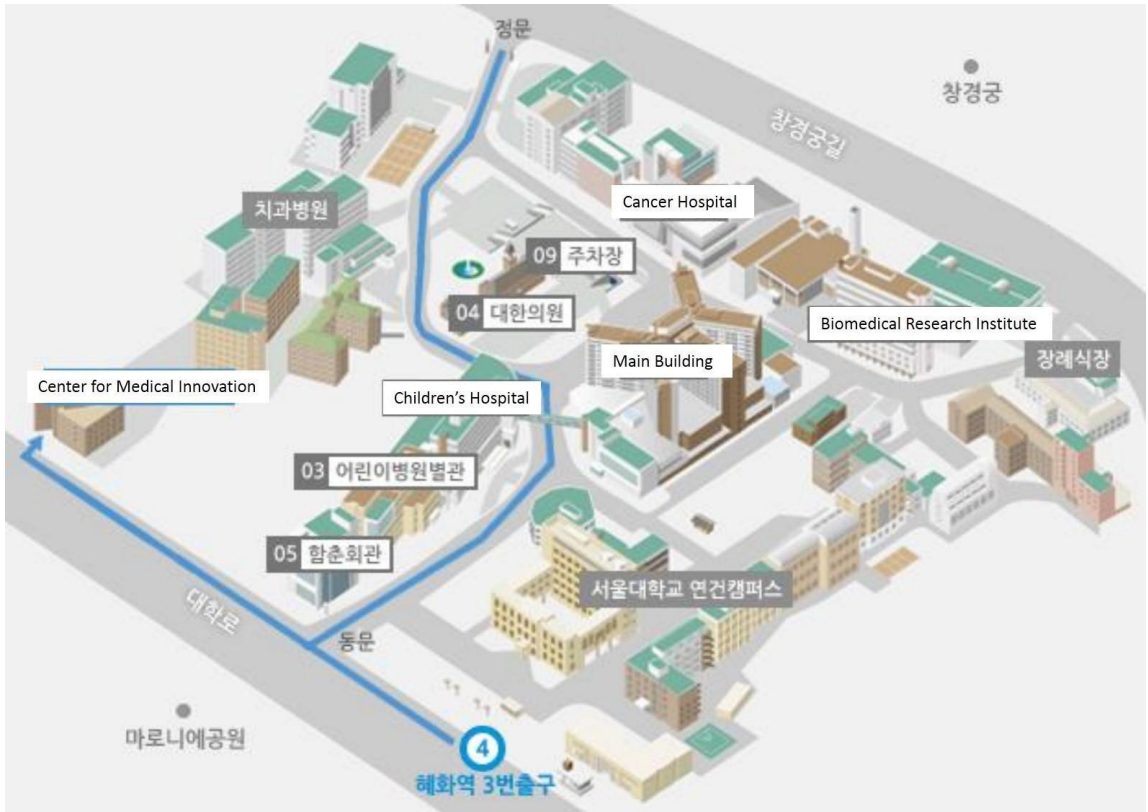 정문
창경궁
창경궁길
치과병원
Cancer Hospital
09 주차장
04 대한의원
Biomedical Research Institute
Main Building
장례식장
Center for Medical Innovation
Children's Hospital
03 어린이병원별관
05 함춘회관
서울대학교 연건캠퍼스
대학로
동문
마로니에공원
4
혜화역 3번출구